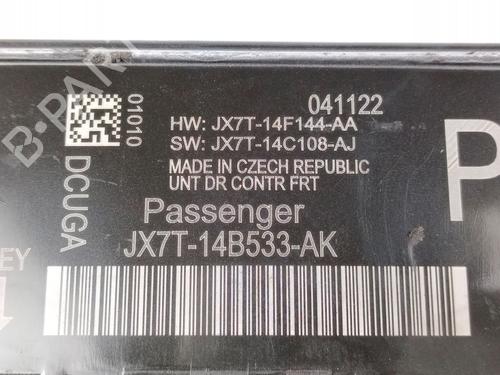 041122
01010
HW: JX7T-14F144-AA
SW: JX7T-14C108-AJ
MADE IN CZECH REPUBLIC
UNT DR CONTR FRT
DCUGA
Passenger
P
JX7T-14B533-AK
EY
B-PARTS